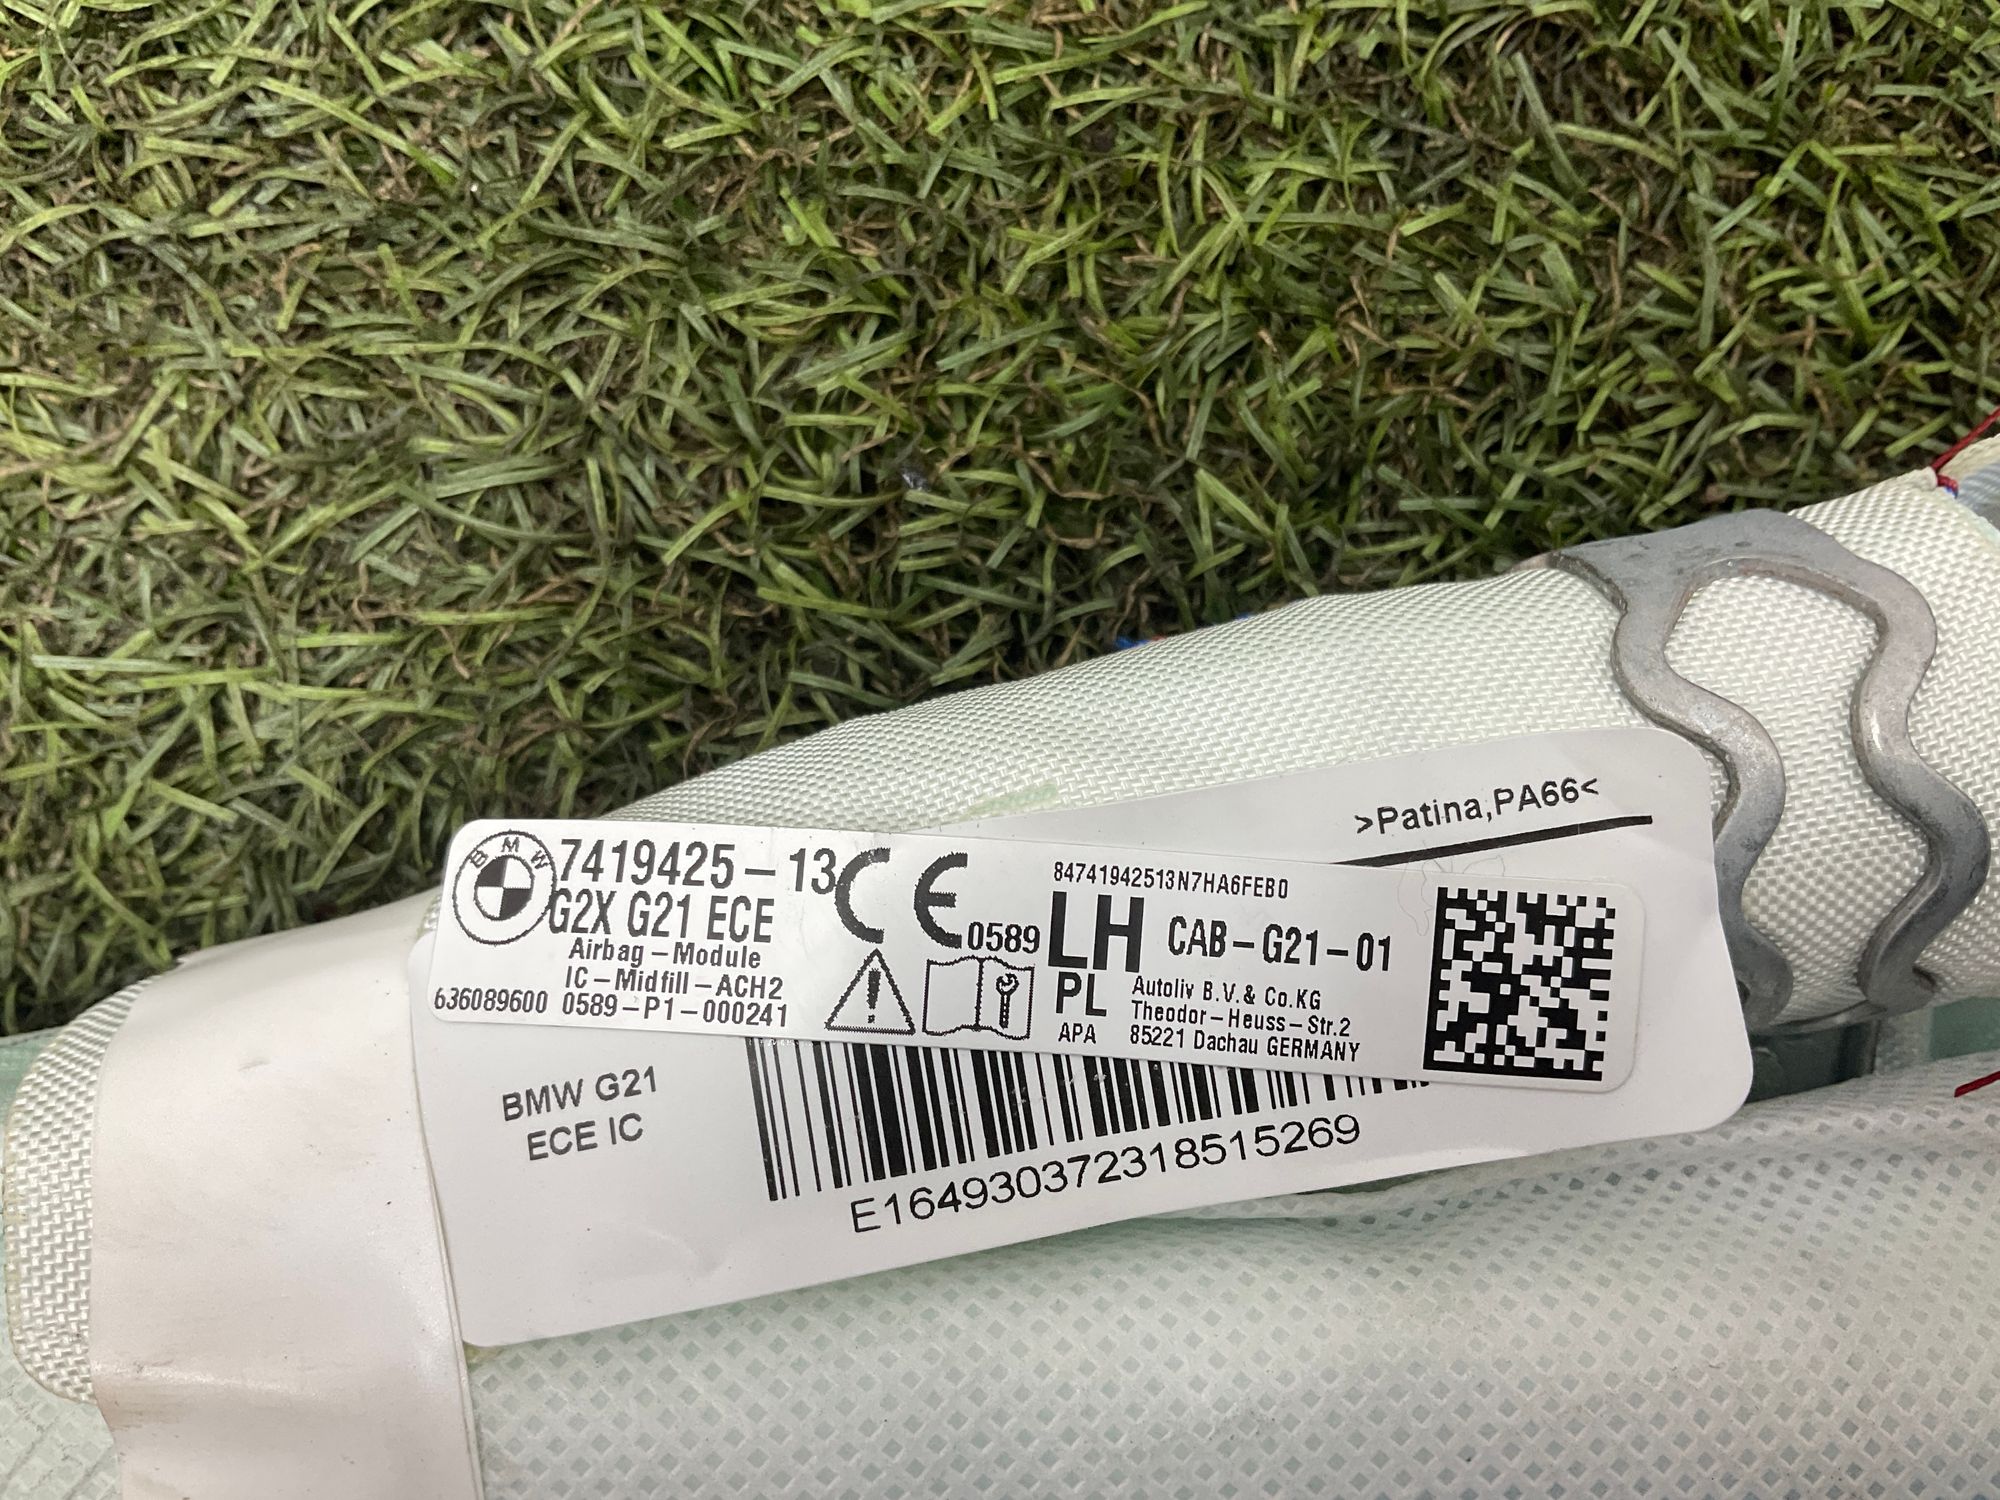 >Patina,PA66<
BMW
7419425-13
G2X G21 ECE
Airbag-Module
IC-Midfill-ACH2
636089600 0589-P1-000241
CE
0589
84741942513N7HA6FEB0
LH CAB-G21-01
PL
APA
Autoliv B.V.& Co.KG
Theodor-Heuss-Str.2
85221 Dachau GERMANY
BMW G21
ECE IC
E16493037231851​5269